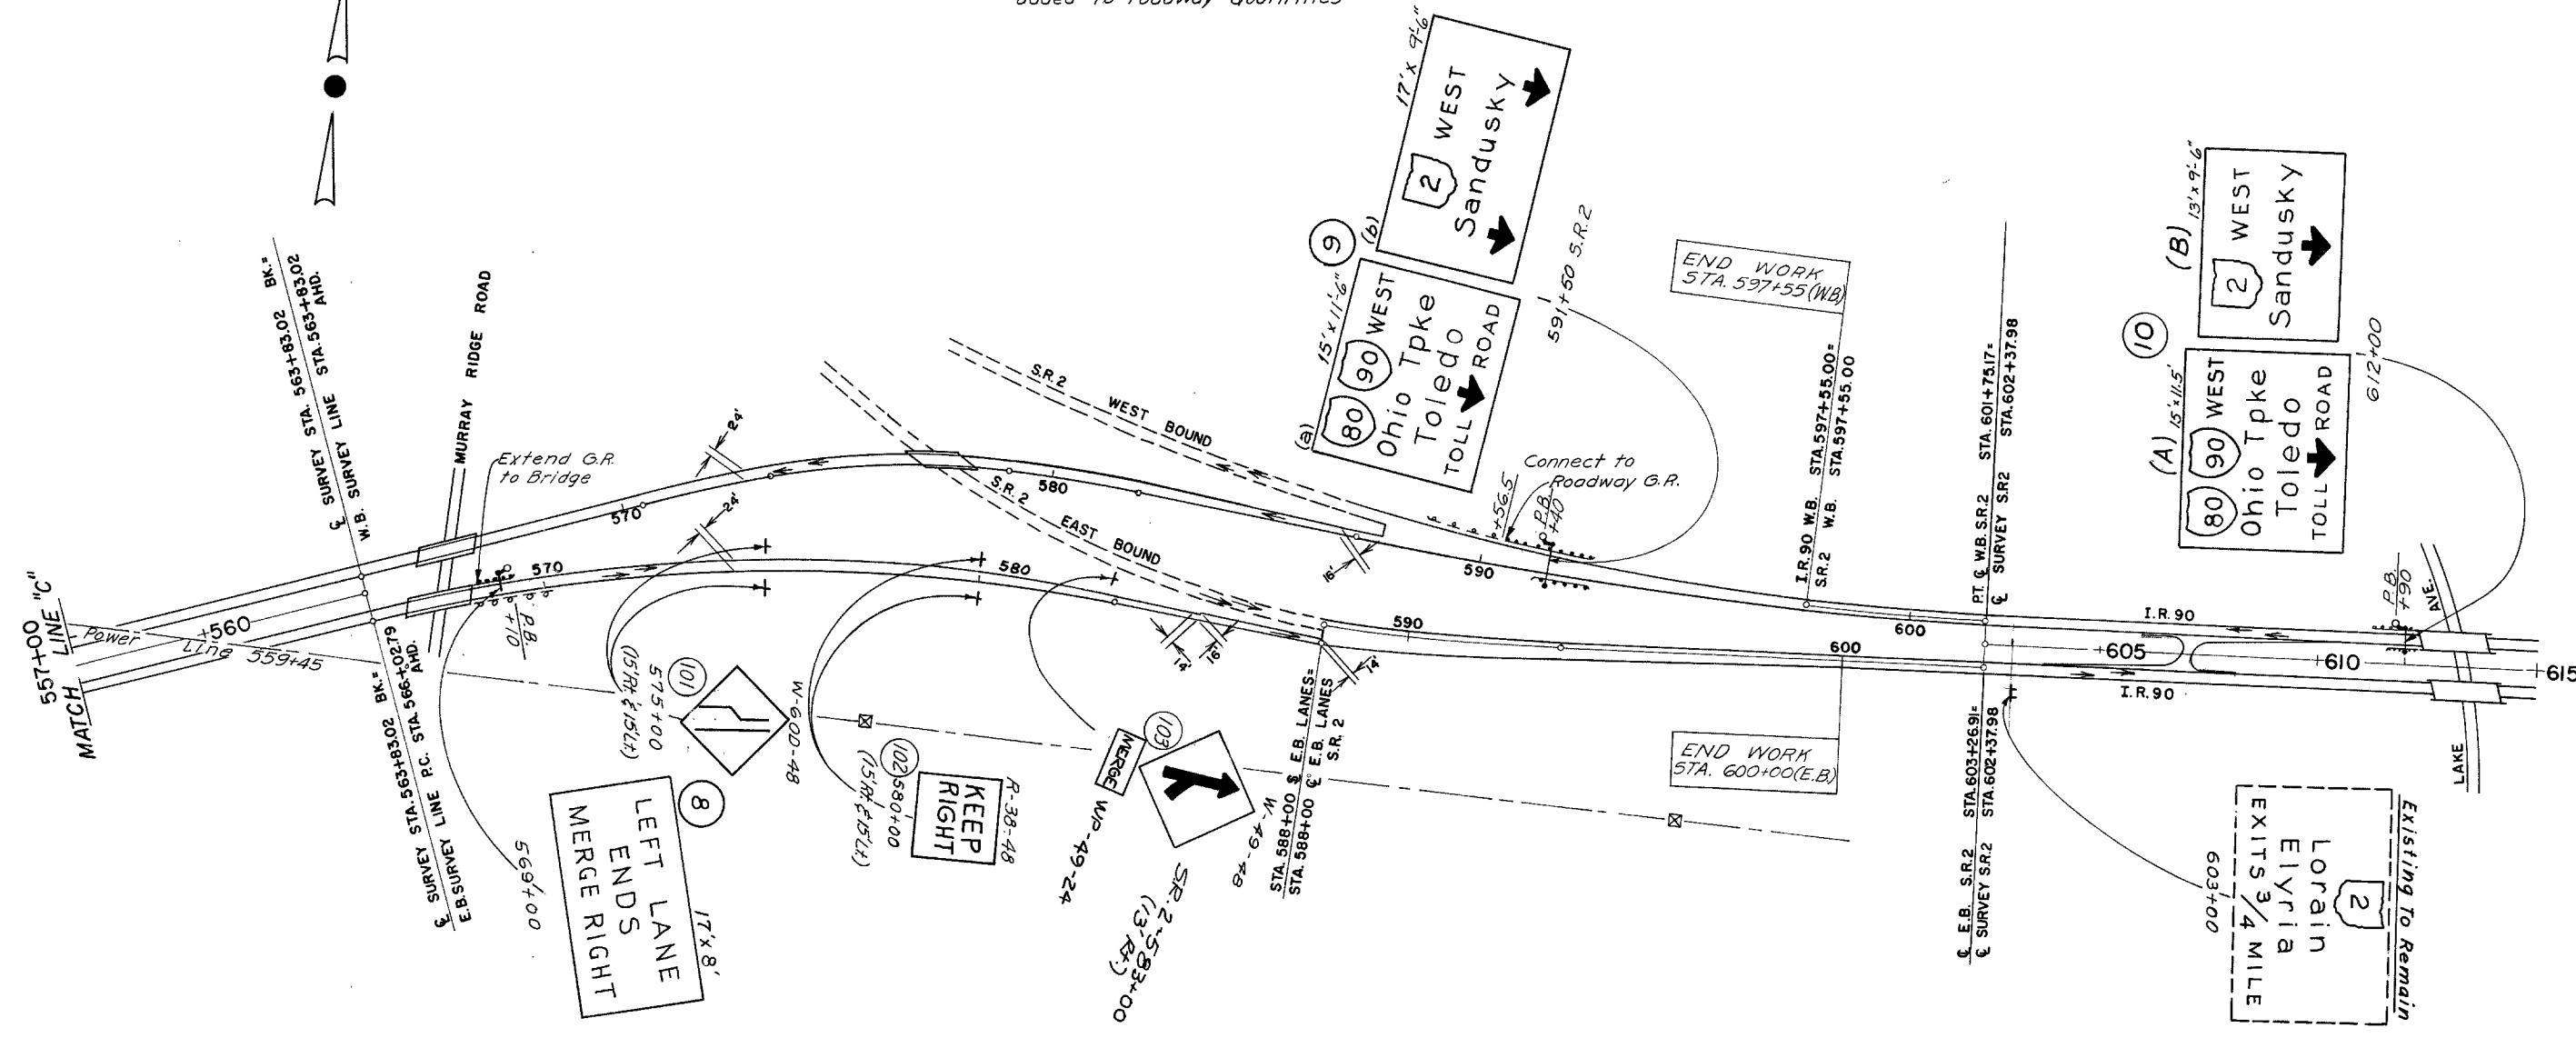 added to roadway quantities
17' x 9'-6"
2 WEST
Sandusky
(b)
9
15' x 11'-6"
80 90 WEST
Ohio Tpke
Toledo
TOLL ROAD
(a)
591+50 S.R.2
END WORK
STA. 597+55 (W.B.)
(B) 13' x 9'-6"
2 WEST
Sandusky
10
(A) 15' x 11.5'
80 90 WEST
Ohio Tpke
Toledo
TOLL ROAD
612+00
℄ SURVEY STA. 563+83.02 BK.=
W.B. SURVEY LINE STA. 563+83.02
AHD.
MURRAY RIDGE ROAD
Extend G.R.
to Bridge
24'
24'
S.R.2
WEST
BOUND
S.R.2
EAST
BOUND
570
580
590
600
16'
+56.5
Connect to
Roadway G.R.
P.B.
+40
I.R.90 W.B. STA.597+55.00=
S.R.2 W.B. STA.597+55.00
P.T. ℄ W.B. S.R.2 STA. 601+75.17=
℄ SURVEY S.R.2 STA.602+37.98
I.R.90
P.B.
+90
LAKE AVE.
557+00
MATCH LINE "C"
Power
Line 559+45
+560
570
580
590
600
+605
+610
+615
I.R.90
P.B.
+10
14'
16'
14'
℄ SURVEY STA.563+83.02 BK.=
E.B.SURVEY LINE P.C. STA.566+02.79
AHD.
569+00
8
17' x 8'
LEFT LANE
ENDS
MERGE RIGHT
101
575+00
(15'Rt. & 15'Lt.)
W-60D-48
102
580+00
(15'Rt. & 15'Lt.)
R-38-48
KEEP
RIGHT
103
MERGE
WP-49-24
W-49-48
S.R. 2-583+00
(13' Rt.)
STA. 588+00 ℄ E.B. LANES=
STA. 588+00 ℄ E.B. LANES
S.R. 2
END WORK
STA. 600+00(E.B.)
℄ E.B. S.R.2 STA.603+26.91=
℄ SURVEY S.R.2 STA.602+37.98
603+00
Existing To Remain
2
Lorain
Elyria
EXITS 3/4 MILE